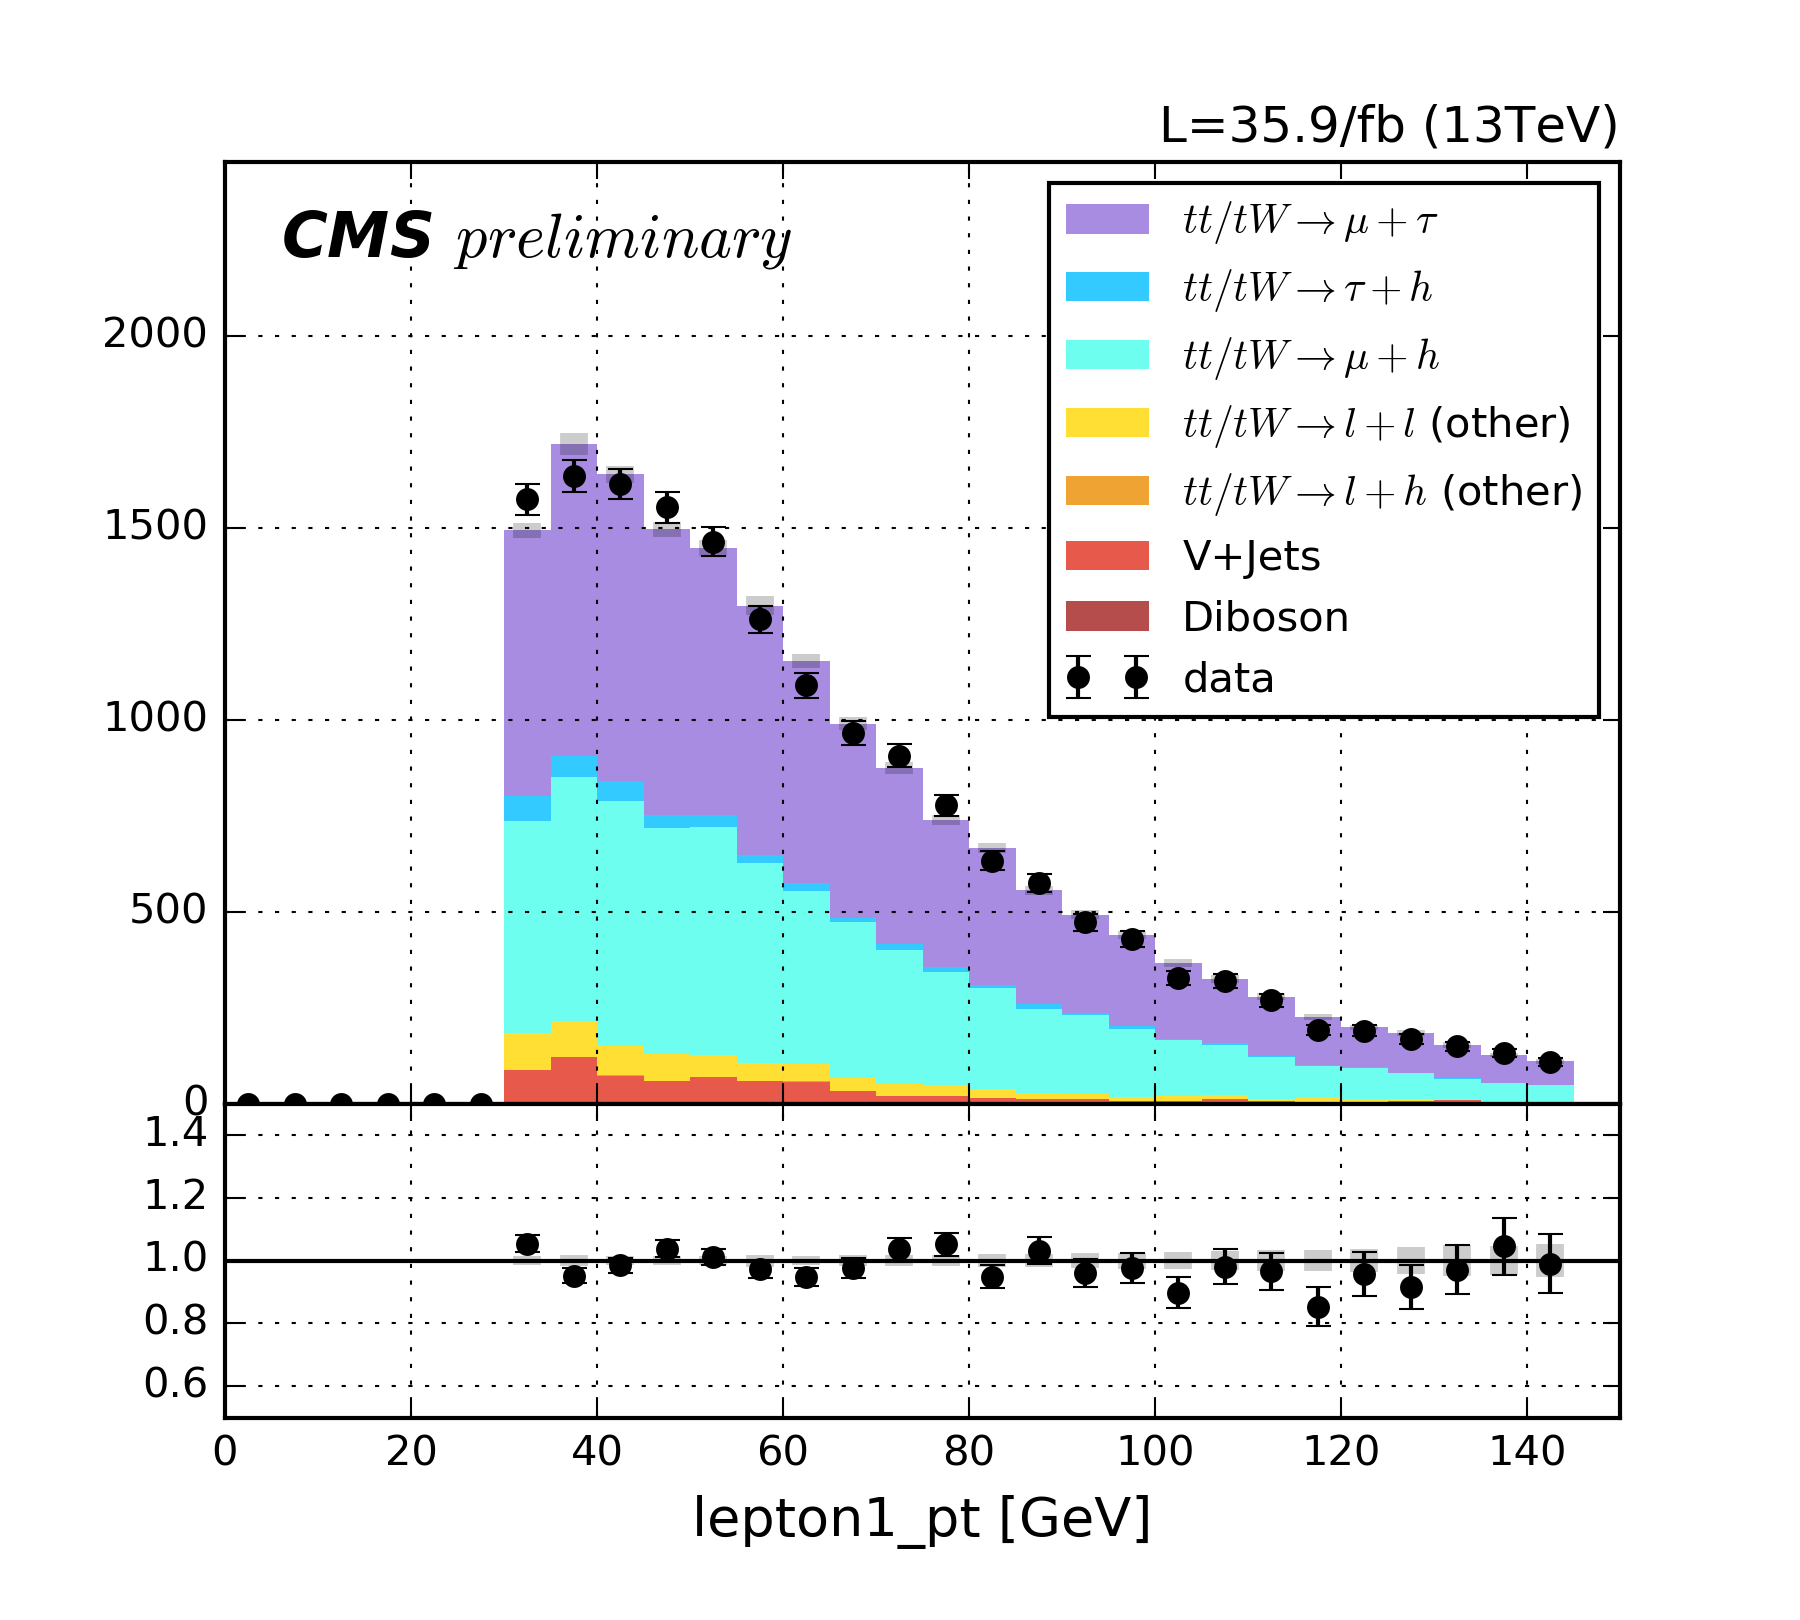 L=35.9/fb (13TeV)
CMS preliminary
tt/tW→μ+τ
tt/tW→τ+h
tt/tW→μ+h
tt/tW→l+l (other)
tt/tW→l+h (other)
V+Jets
Diboson
data
2000
1500
1000
500
0
1.4
1.2
1.0
0.8
0.6
0 20 40 60 80 100 120 140
lepton1_pt [GeV]